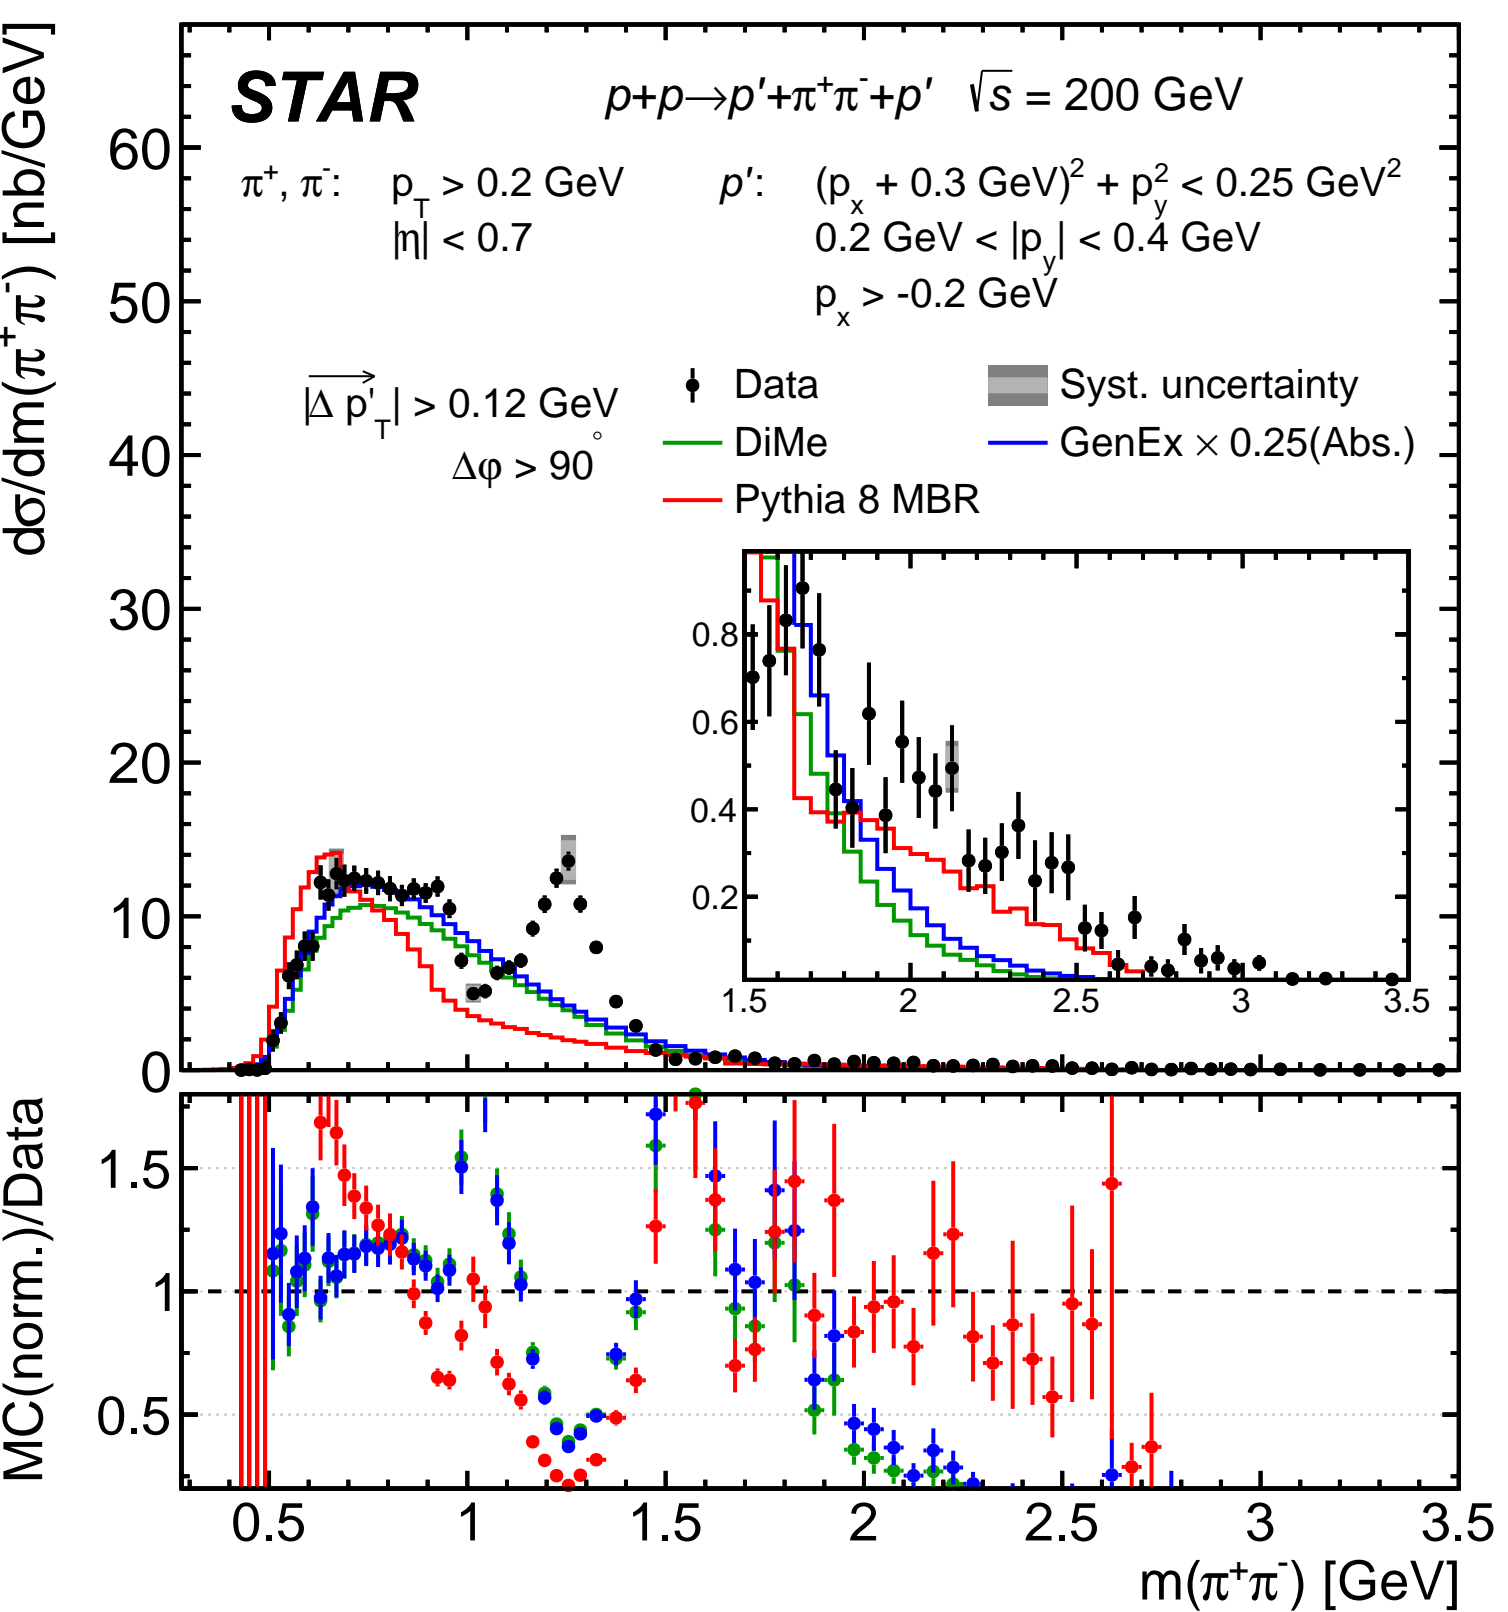 STAR p+p→p′+π⁺π⁻+p′ √s = 200 GeV
π⁺, π⁻: p_T > 0.2 GeV p′: (p_x + 0.3 GeV)² + p_y² < 0.25 GeV²
|η| < 0.7 0.2 GeV < |p_y| < 0.4 GeV
p_x > -0.2 GeV
|Δ p'_T| > 0.12 GeV
Δφ > 90°
Data Syst. uncertainty
DiMe GenEx × 0.25(Abs.)
Pythia 8 MBR
dσ/dm(π⁺π⁻) [nb/GeV]
60
50
40
30
20
10
0
0.8
0.6
0.4
0.2
1.5 2 2.5 3 3.5
MC(norm.)/Data
1.5
1
0.5
0.5 1 1.5 2 2.5 3 3.5
m(π⁺π⁻) [GeV]